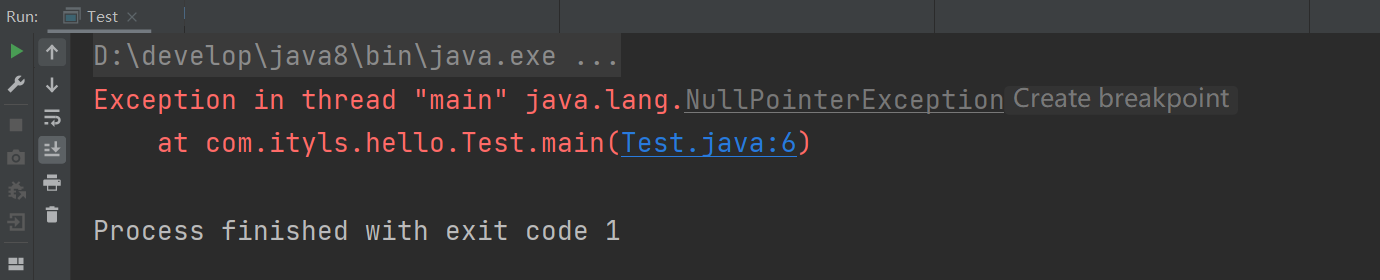 Run: Test
D:\develop\java8\bin\java.exe ...
Exception in thread "main" java.lang.NullPointerException Create breakpoint
    at com.ityls.hello.Test.main(Test.java:6)
Process finished with exit code 1